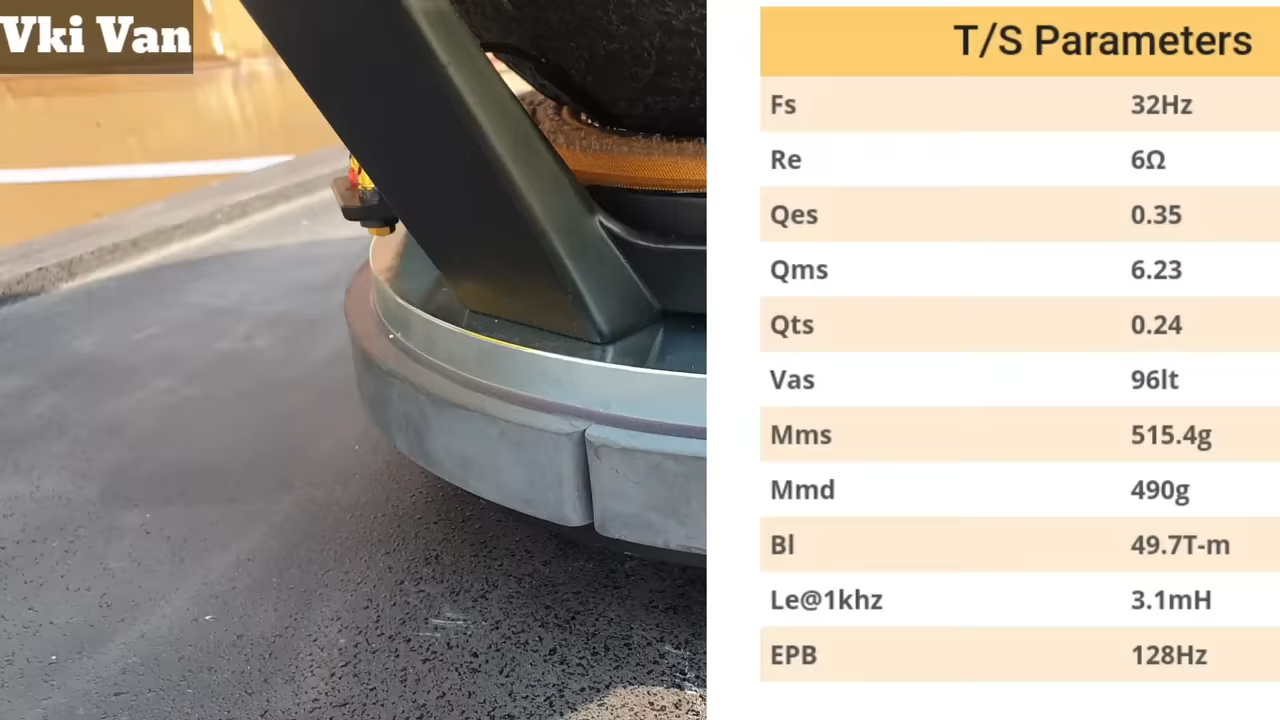 Vki Van
T/S Parameters
Fs 32Hz
Re 6Ω
Qes 0.35
Qms 6.23
Qts 0.24
Vas 96lt
Mms 515.4g
Mmd 490g
Bl 49.7T-m
Le@1khz 3.1mH
EPB 128Hz